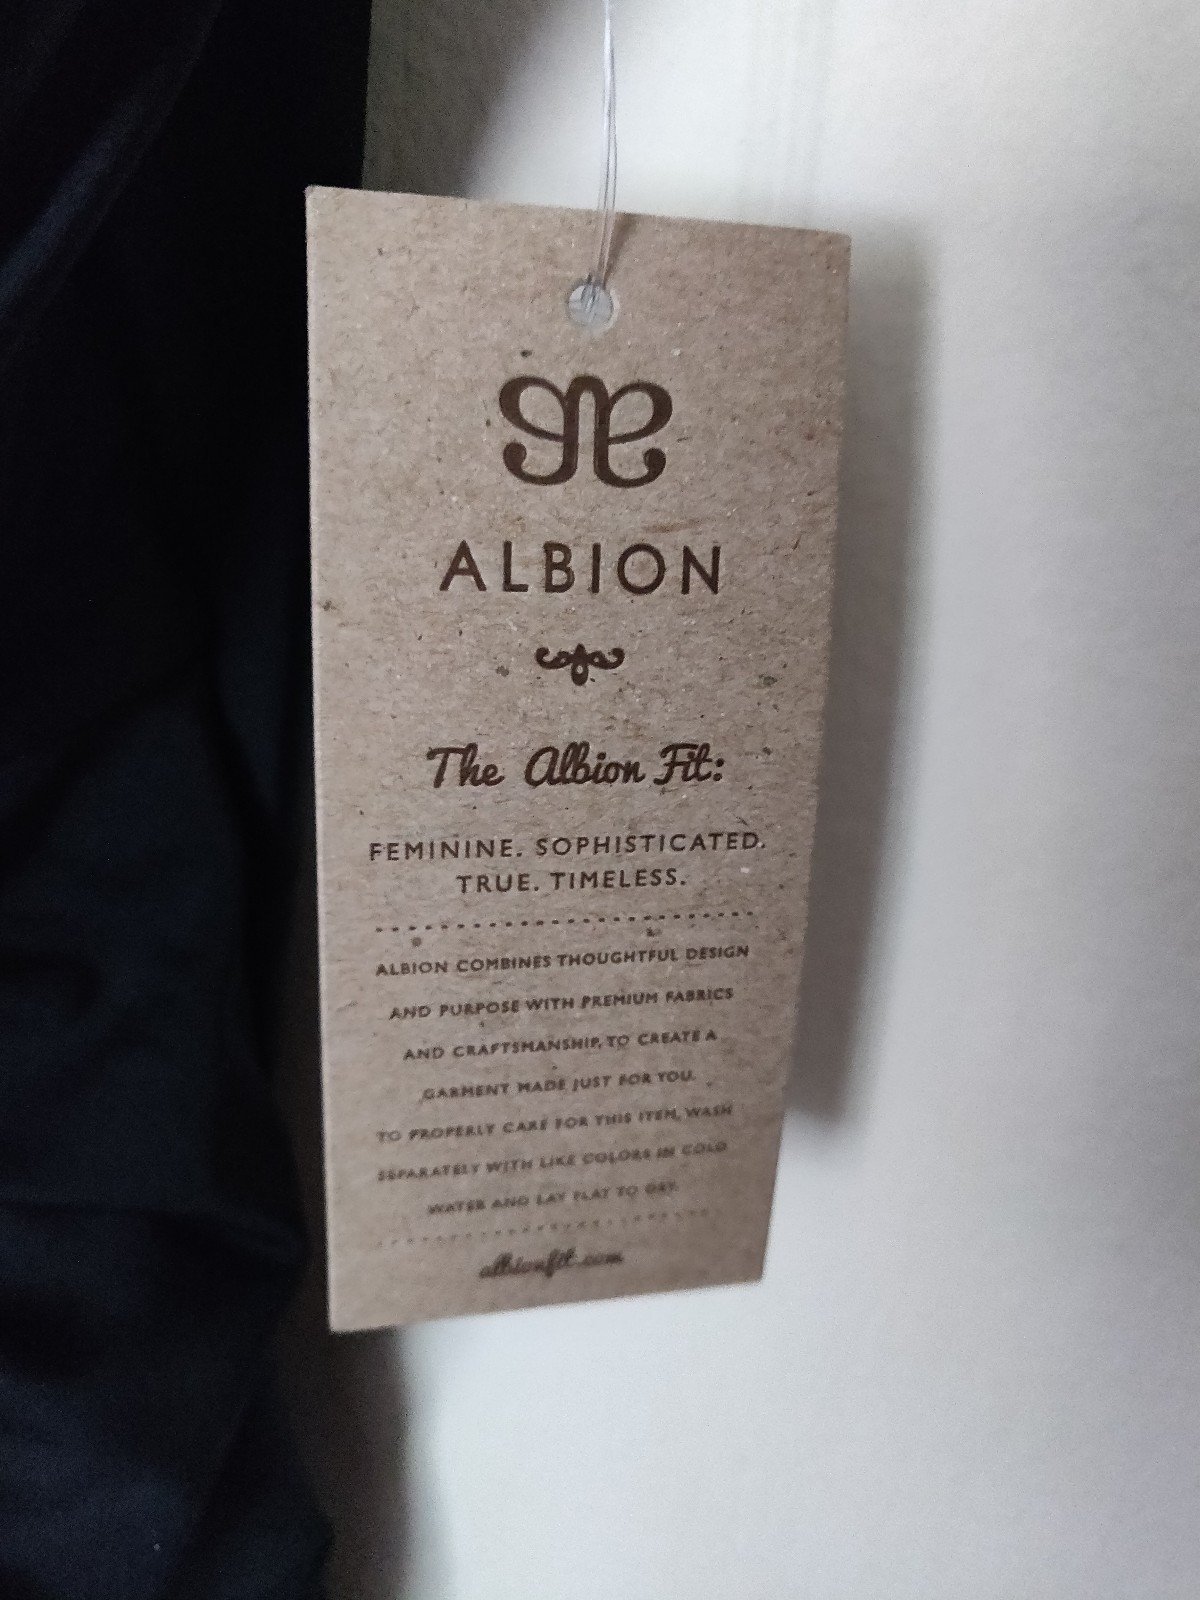 ALBION
The Albion Fit:
FEMININE. SOPHISTICATED.
TRUE. TIMELESS.
ALBION COMBINES THOUGHTFUL DESIGN
AND PURPOSE WITH PREMIUM FABRICS
AND CRAFTSMANSHIP, TO CREATE A
GARMENT MADE JUST FOR YOU.
TO PROPERLY CARE FOR THIS ITEM, WASH
SEPARATELY WITH LIKE COLORS IN COLD
WATER AND LAY FLAT TO DRY.
albionfit.com